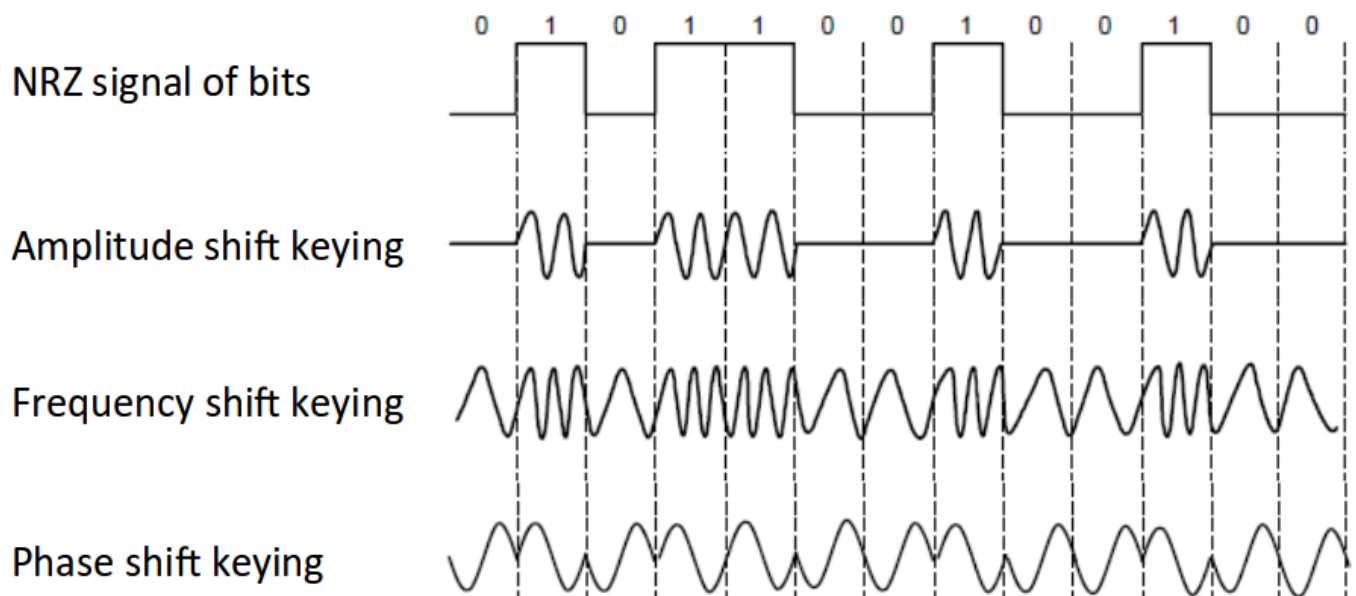 0 1 0 1 1 0 0 1 0 0 1 0 0
NRZ signal of bits
Amplitude shift keying
Frequency shift keying
Phase shift keying